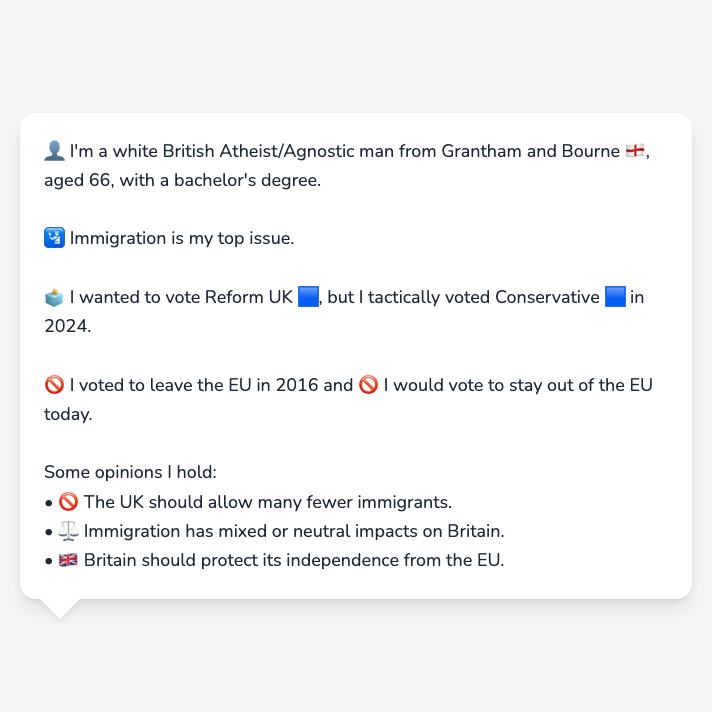 👤 I'm a white British Atheist/Agnostic man from Grantham and Bourne 🏴󠁧󠁢󠁥󠁮󠁧󠁿,
aged 66, with a bachelor's degree.
🛂 Immigration is my top issue.
🗳️ I wanted to vote Reform UK 🟦, but I tactically voted Conservative 🟦 in
2024.
🚫 I voted to leave the EU in 2016 and 🚫 I would vote to stay out of the EU
today.
Some opinions I hold:
• 🚫 The UK should allow many fewer immigrants.
• ⚖️ Immigration has mixed or neutral impacts on Britain.
• 🇬🇧 Britain should protect its independence from the EU.